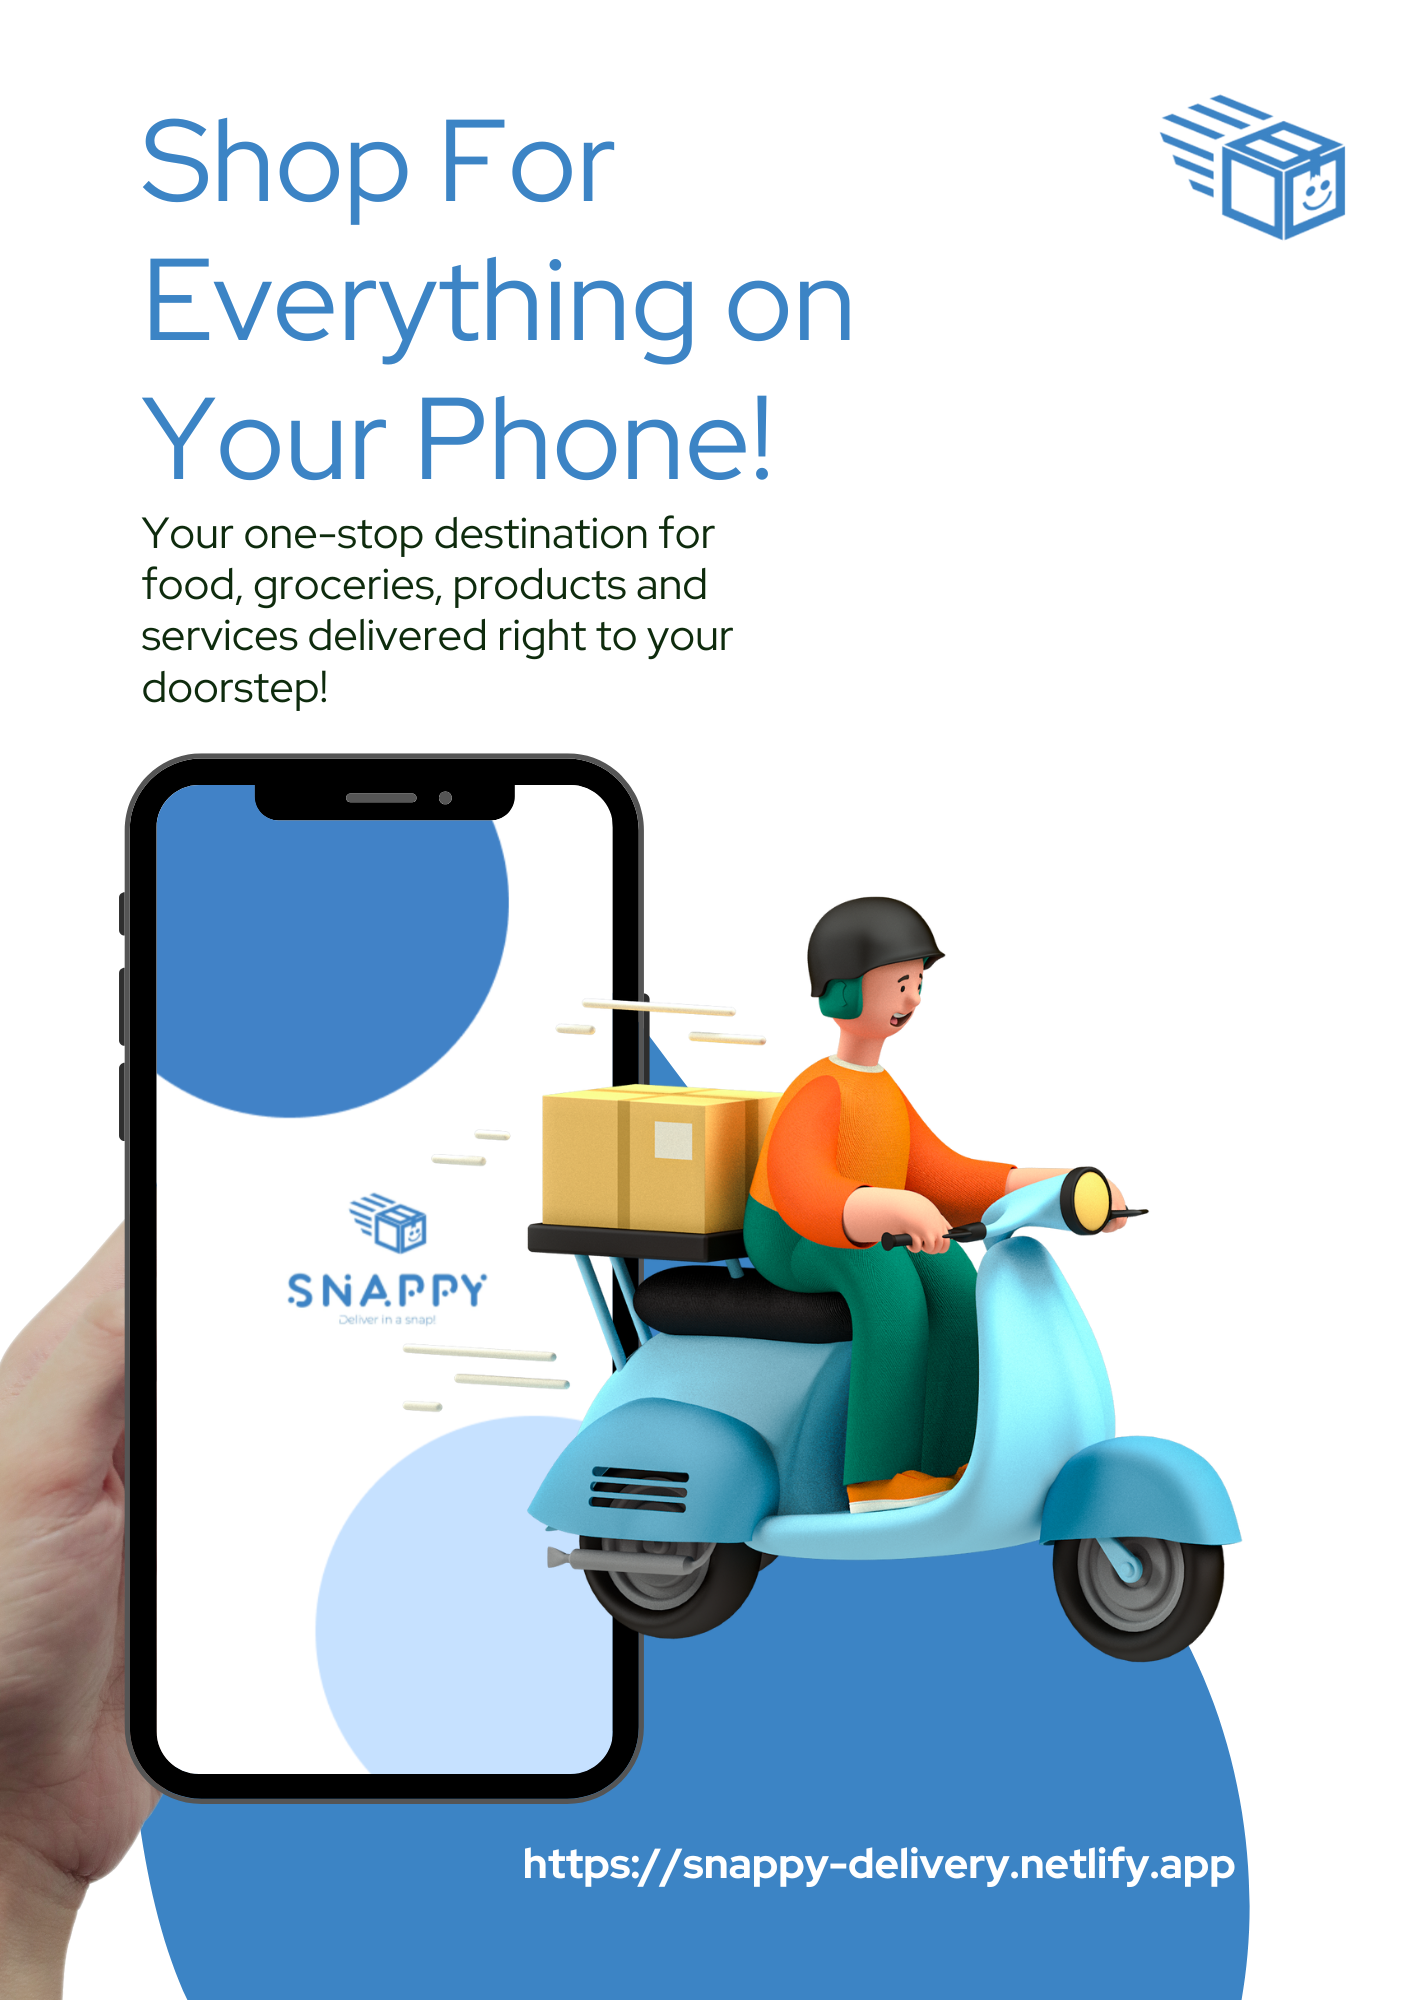 Shop For
Everything on
Your Phone!
Your one-stop destination for
food, groceries, products and
services delivered right to your
doorstep!
SNAPPY
Deliver in a snap!
https://snappy-delivery.netlify.app